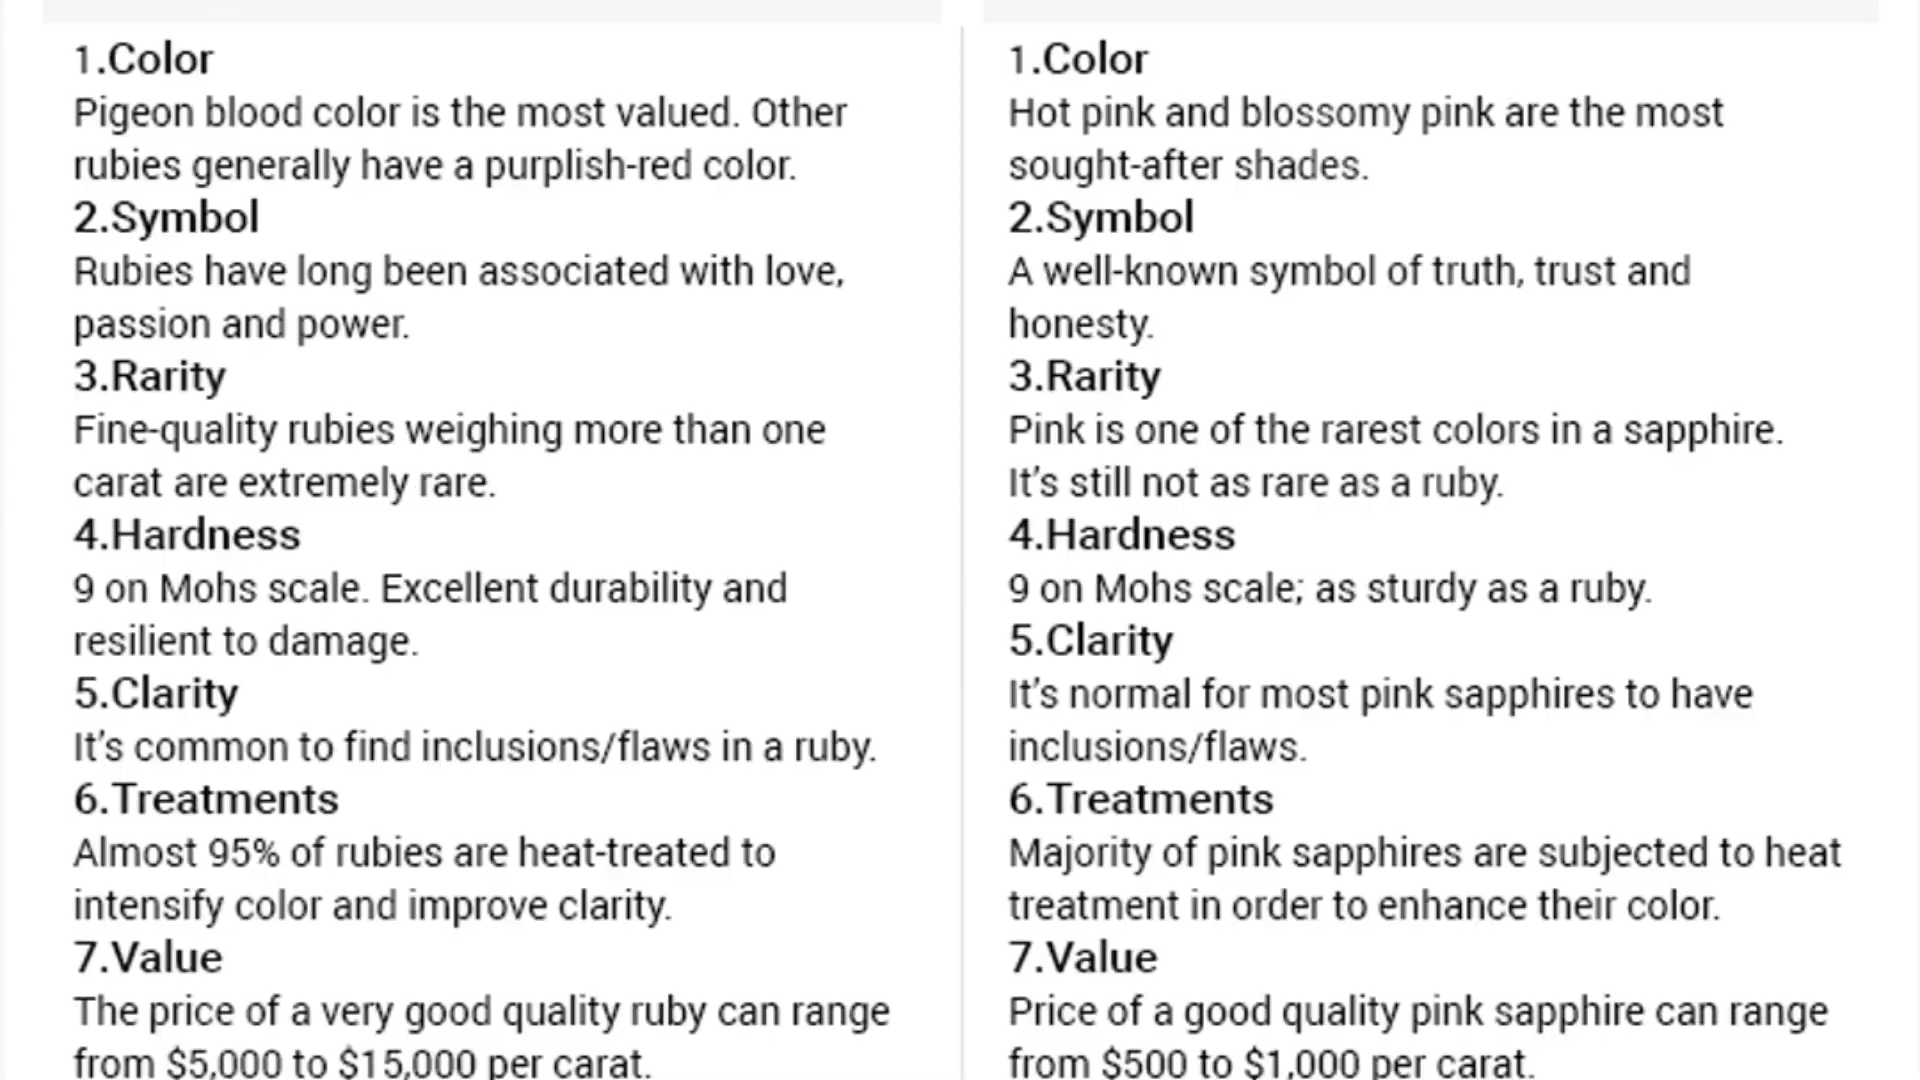 1.Color
Pigeon blood color is the most valued. Other
rubies generally have a purplish-red color.
2.Symbol
Rubies have long been associated with love,
passion and power.
3.Rarity
Fine-quality rubies weighing more than one
carat are extremely rare.
4.Hardness
9 on Mohs scale. Excellent durability and
resilient to damage.
5.Clarity
It’s common to find inclusions/flaws in a ruby.
6.Treatments
Almost 95% of rubies are heat-treated to
intensify color and improve clarity.
7.Value
The price of a very good quality ruby can range
from $5,000 to $15,000 per carat.
1.Color
Hot pink and blossomy pink are the most
sought-after shades.
2.Symbol
A well-known symbol of truth, trust and
honesty.
3.Rarity
Pink is one of the rarest colors in a sapphire.
It’s still not as rare as a ruby.
4.Hardness
9 on Mohs scale; as sturdy as a ruby.
5.Clarity
It’s normal for most pink sapphires to have
inclusions/flaws.
6.Treatments
Majority of pink sapphires are subjected to heat
treatment in order to enhance their color.
7.Value
Price of a good quality pink sapphire can range
from $500 to $1,000 per carat.